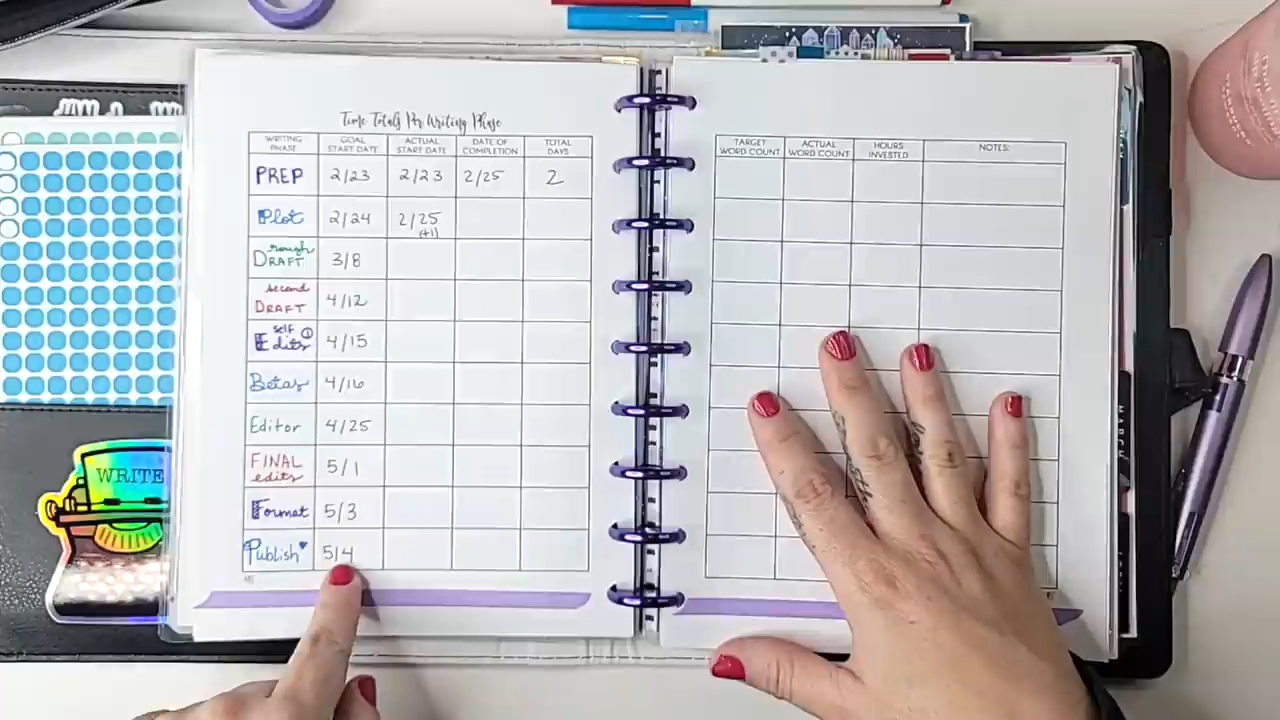 Time Totals Per Writing Phase
WRITING PHASE GOAL START DATE ACTUAL START DATE DATE OF COMPLETION TOTAL DAYS
PREP 2/23 2/23 2/25 2
Plot 2/24 2/25 (+1)
rough DRAFT 3/8
second DRAFT 4/12
self Edits 1 4/15
Betas 4/16
Editor 4/25
FINAL edits 5/1
Format 5/3
Publish 5/4
TARGET WORD COUNT ACTUAL WORD COUNT HOURS INVESTED NOTES:
WRITE
MARCH